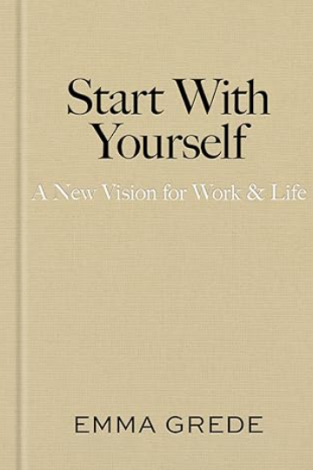 Start With
Yourself
A New Vision for Work & Life
EMMA GREDE